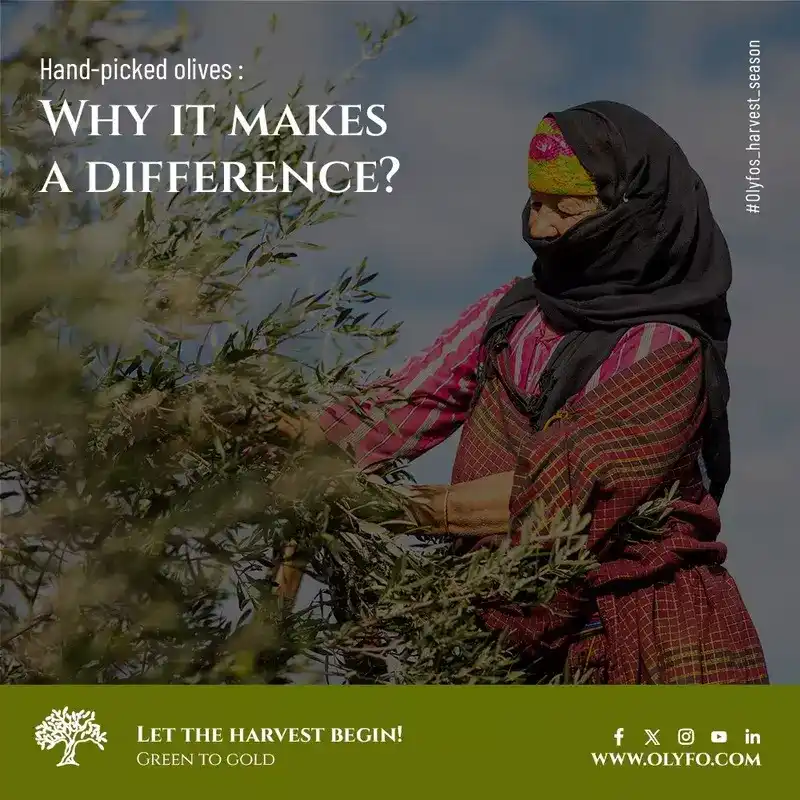 Hand-picked olives :
WHY IT MAKES
A DIFFERENCE?
#Olyfos_harvest_season
LET THE HARVEST BEGIN!
GREEN TO GOLD
WWW.OLYFO.COM